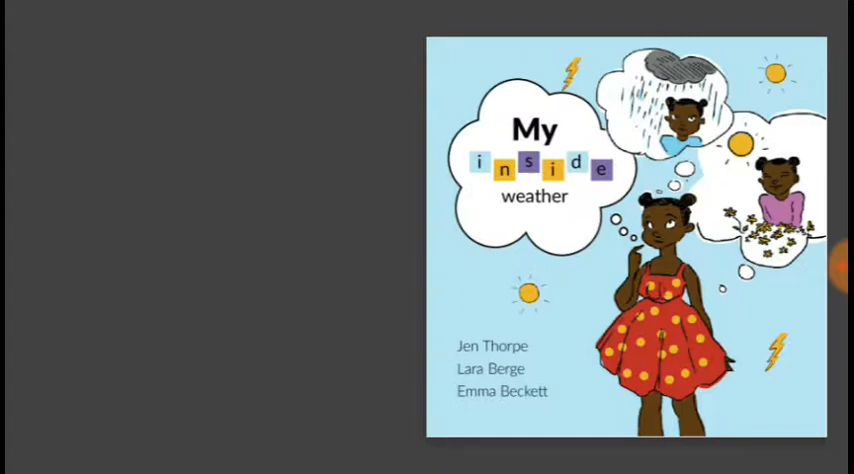 My
inside
weather
Jen Thorpe
Lara Berge
Emma Beckett